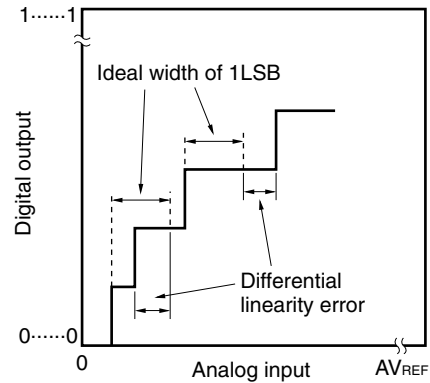 1......1
Ideal width of 1LSB
Digital output
Differential
linearity error
0......0
0
Analog input
AVREF